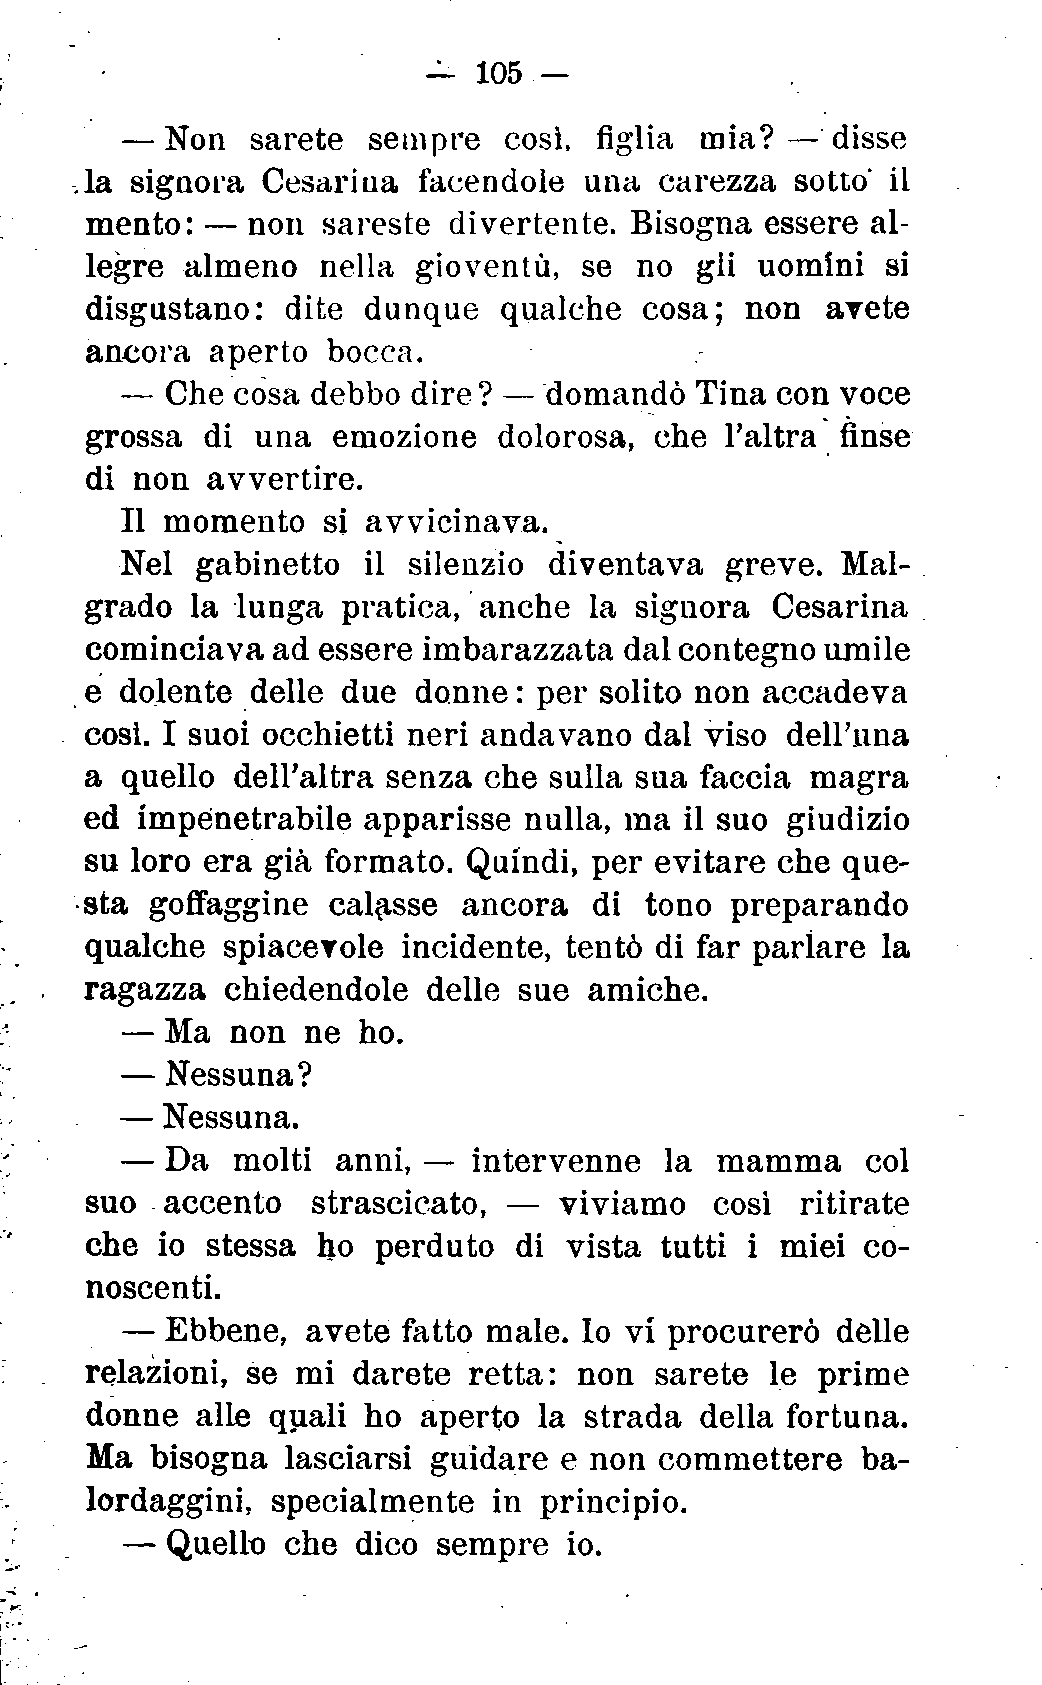 — 105 —
— Non sarete sempre così, figlia mia? — disse
la signora Cesarina facendole una carezza sotto il
mento: — non sareste divertente. Bisogna essere al-
legre almeno nella gioventù, se no gli uomini si
disgustano: dite dunque qualche cosa; non avete
ancora aperto bocca.
— Che cosa debbo dire? — domandò Tina con voce
grossa di una emozione dolorosa, che l'altra finse
di non avvertire.
Il momento si avvicinava.
Nel gabinetto il silenzio diventava greve. Mal-
grado la lunga pratica, anche la signora Cesarina
cominciava ad essere imbarazzata dal contegno umile
e dolente delle due donne: per solito non accadeva
così. I suoi occhietti neri andavano dal viso dell'una
a quello dell'altra senza che sulla sua faccia magra
ed impenetrabile apparisse nulla, ma il suo giudizio
su loro era già formato. Quindi, per evitare che que-
sta goffaggine calasse ancora di tono preparando
qualche spiacevole incidente, tentò di far parlare la
ragazza chiedendole delle sue amiche.
— Ma non ne ho.
— Nessuna?
— Nessuna.
— Da molti anni, — intervenne la mamma col
suo accento strascicato, — viviamo così ritirate
che io stessa ho perduto di vista tutti i miei co-
noscenti.
— Ebbene, avete fatto male. Io vi procurerò delle
relazioni, se mi darete retta: non sarete le prime
donne alle quali ho aperto la strada della fortuna.
Ma bisogna lasciarsi guidare e non commettere ba-
lordaggini, specialmente in principio.
— Quello che dico sempre io.